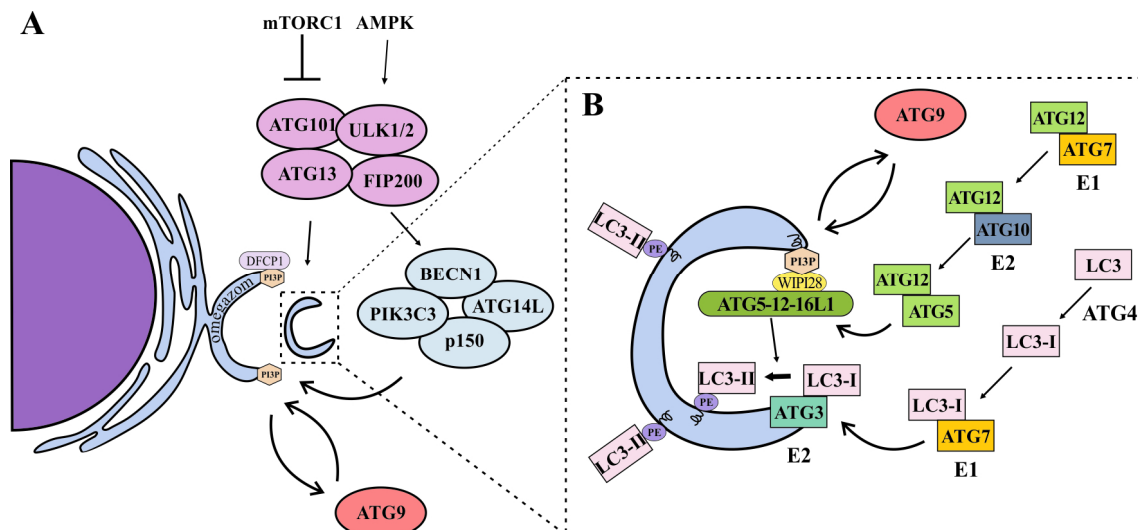 A
mTORC1 AMPK
ATG101
ULK1/2
ATG13
FIP200
DFCP1
PI3P
omegazom
PI3P
BECN1
PIK3C3
ATG14L
p150
ATG9
B
ATG9
ATG12
ATG7
E1
ATG12
ATG10
E2
ATG12
ATG5
LC3-II
PE
PI3P
WIPI28
ATG5-12-16L1
LC3
ATG4
LC3-I
LC3-II
LC3-I
PE
ATG3
E2
LC3-I
ATG7
E1
LC3-II
PE